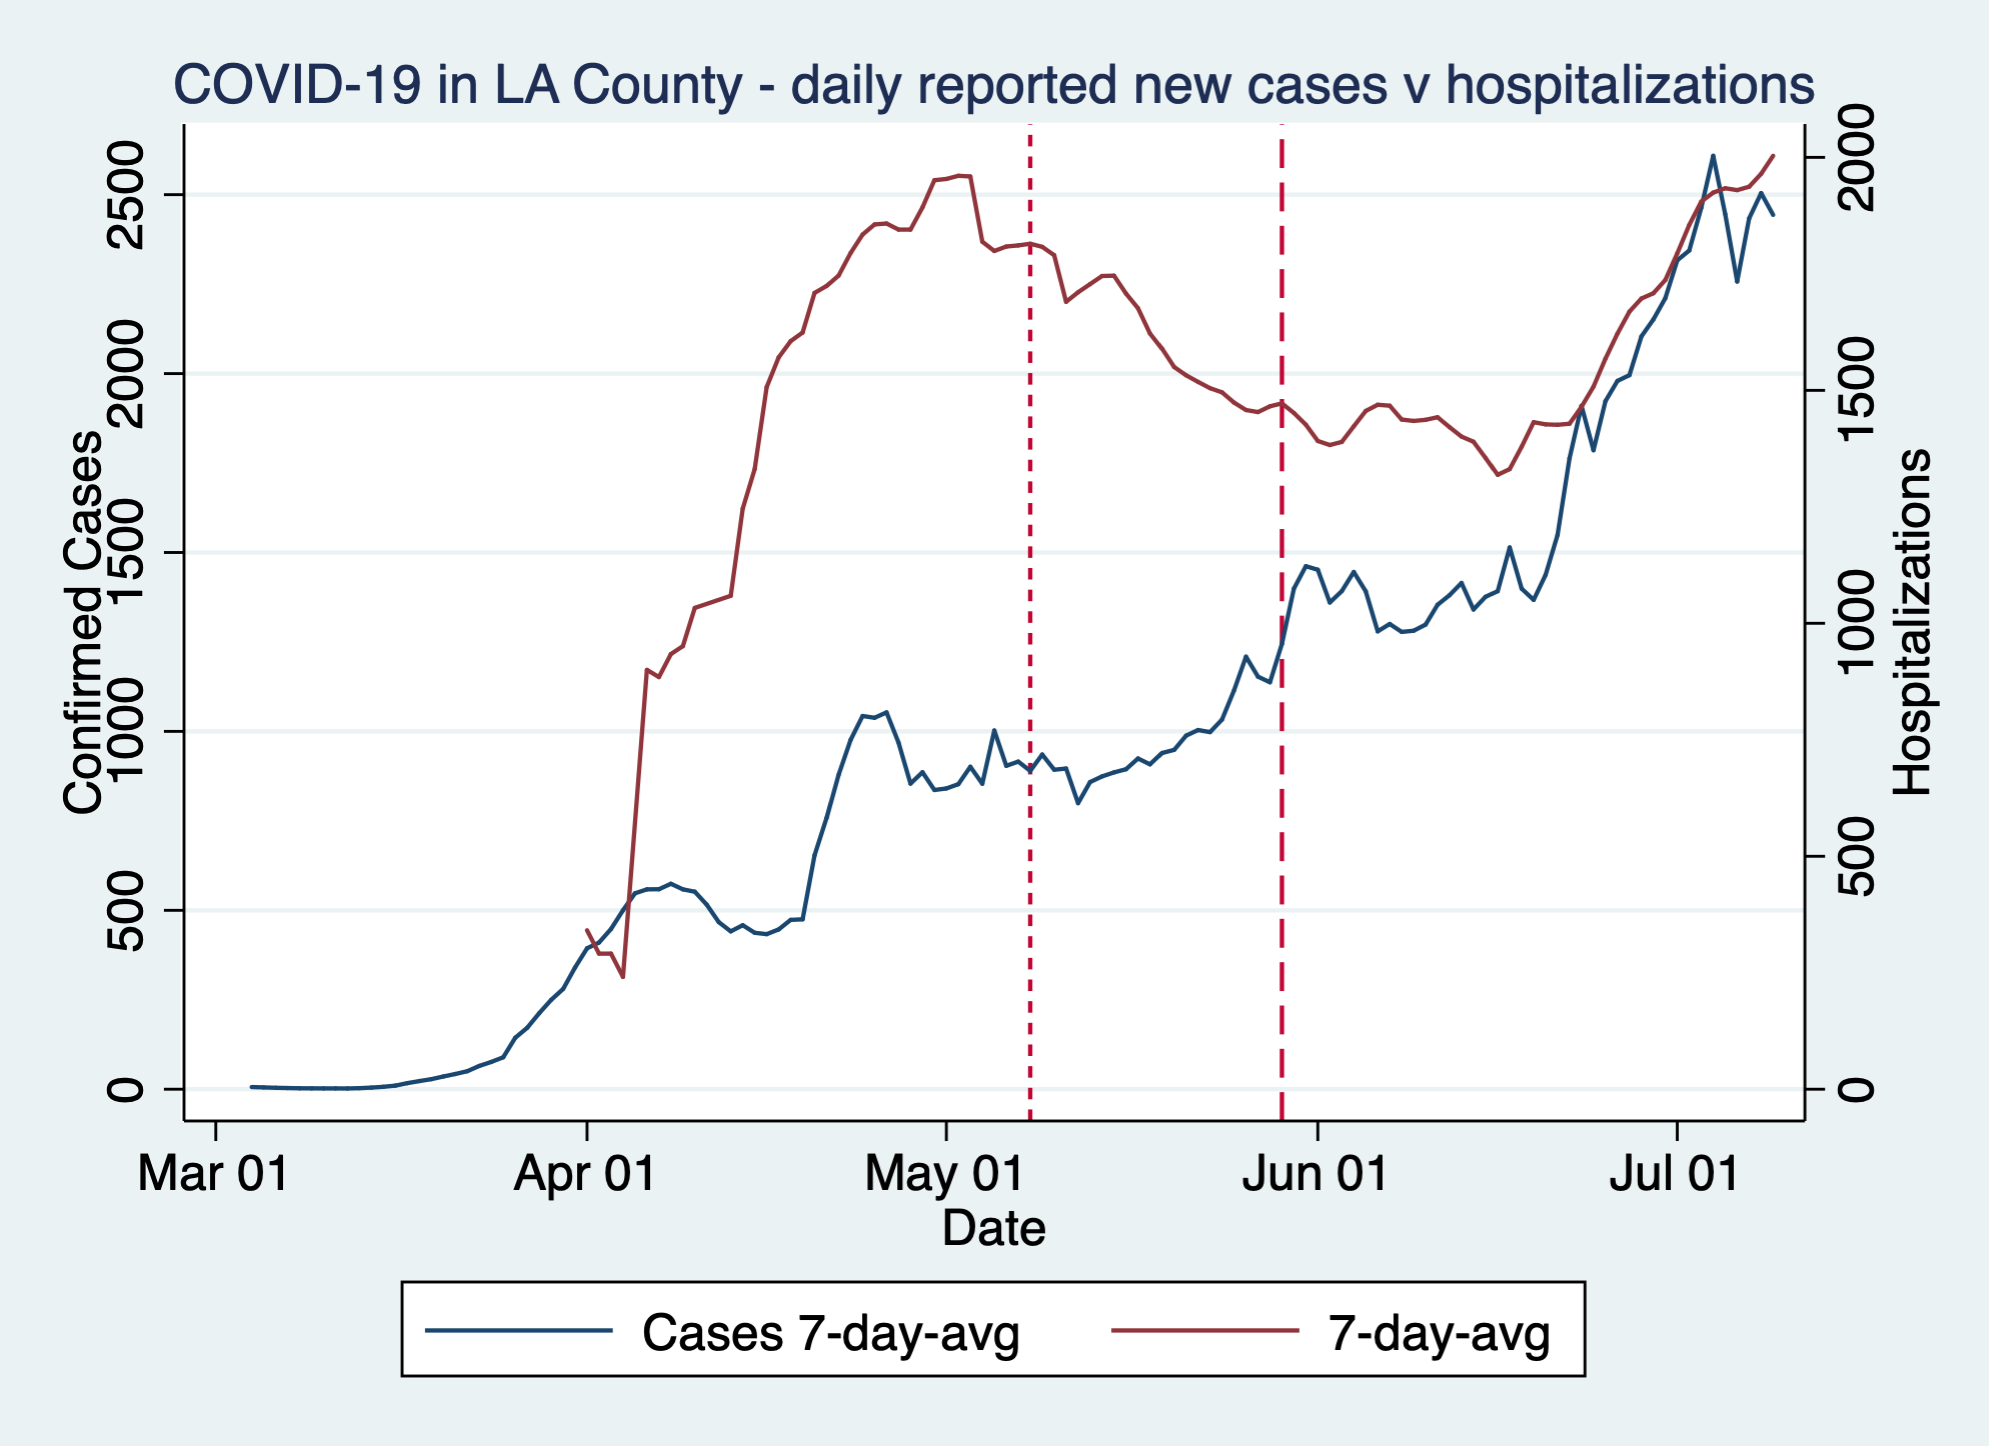 COVID-19 in LA County - daily reported new cases v hospitalizations
Confirmed Cases
2500
2000
1500
1000
500
0
Hospitalizations
2000
1500
1000
500
0
Mar 01 Apr 01 May 01 Jun 01 Jul 01
Date
Cases 7-day-avg 7-day-avg